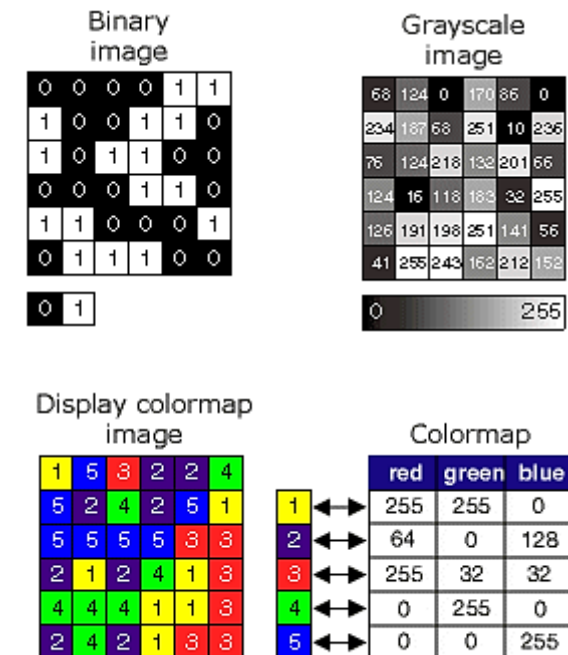 Binary
image
0 0 0 0 1 1
1 0 0 1 1 0
1 0 1 1 0 0
0 0 0 1 1 0
1 1 0 0 0 1
0 1 1 1 0 0
0 1
Grayscale
image
68 124 0 170 86 0
234 187 68 251 10 236
76 124 218 132 201 66
124 16 118 183 32 255
126 191 198 251 141 56
41 255 243 162 212 152
0 255
Display colormap
image
1 5 3 2 2 4
5 2 4 2 5 1
5 5 5 5 3 3
2 1 2 4 1 3
4 4 4 1 1 3
2 4 2 1 3 3
Colormap
red green blue
1 255 255 0
2 64 0 128
3 255 32 32
4 0 255 0
5 0 0 255